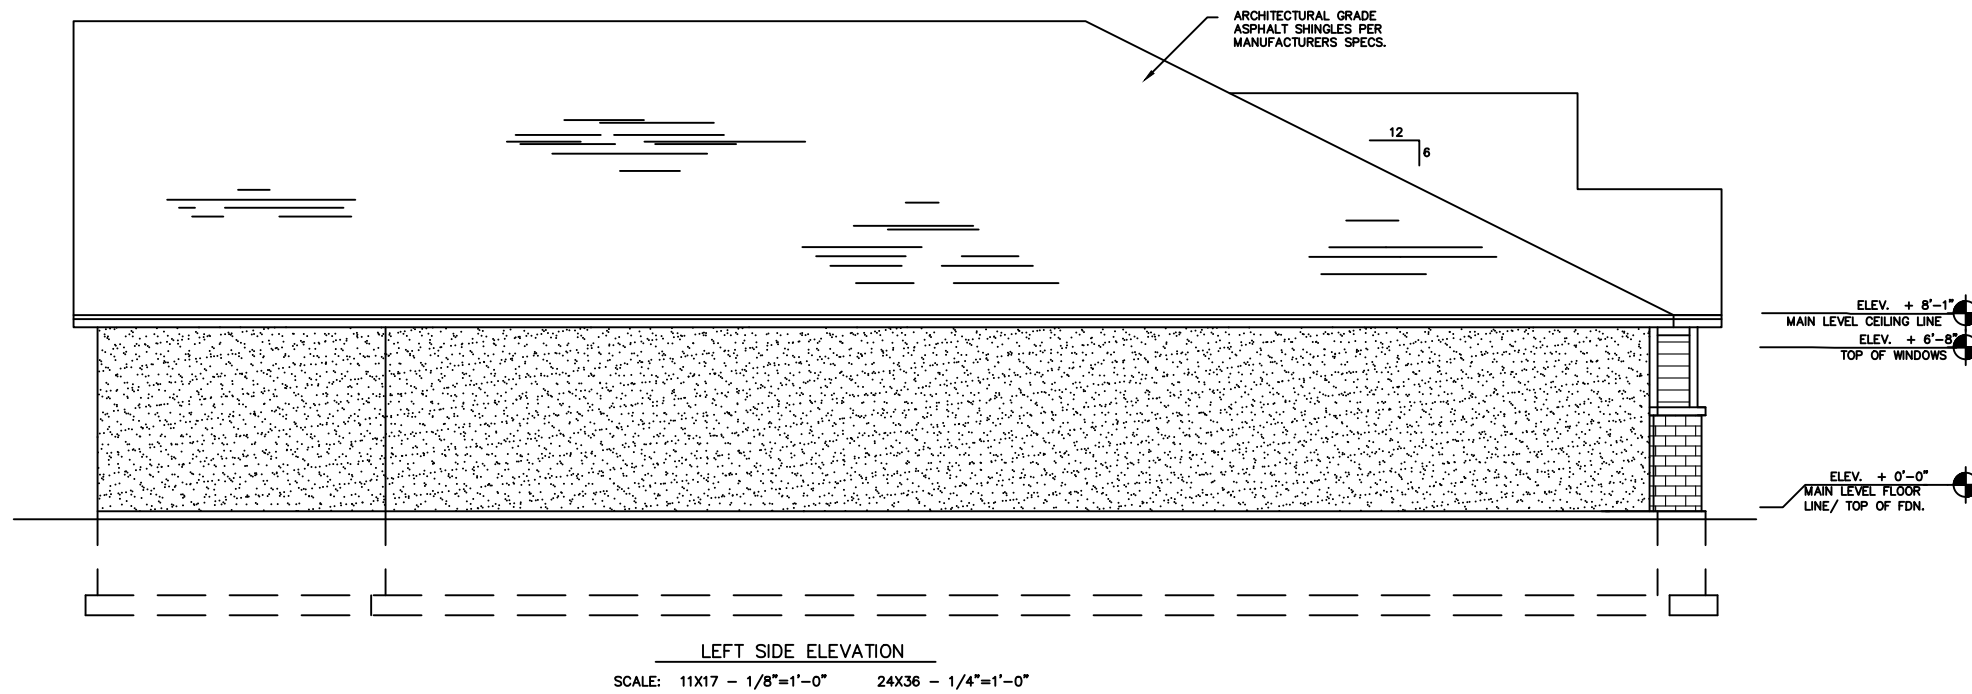 ARCHITECTURAL GRADE
ASPHALT SHINGLES PER
MANUFACTURERS SPECS.
12
6
ELEV. + 8'-1"
MAIN LEVEL CEILING LINE
ELEV. + 6'-8"
TOP OF WINDOWS
ELEV. + 0'-0"
MAIN LEVEL FLOOR
LINE/ TOP OF FDN.
LEFT SIDE ELEVATION
SCALE: 11X17 - 1/8"=1'-0" 24X36 - 1/4"=1'-0"